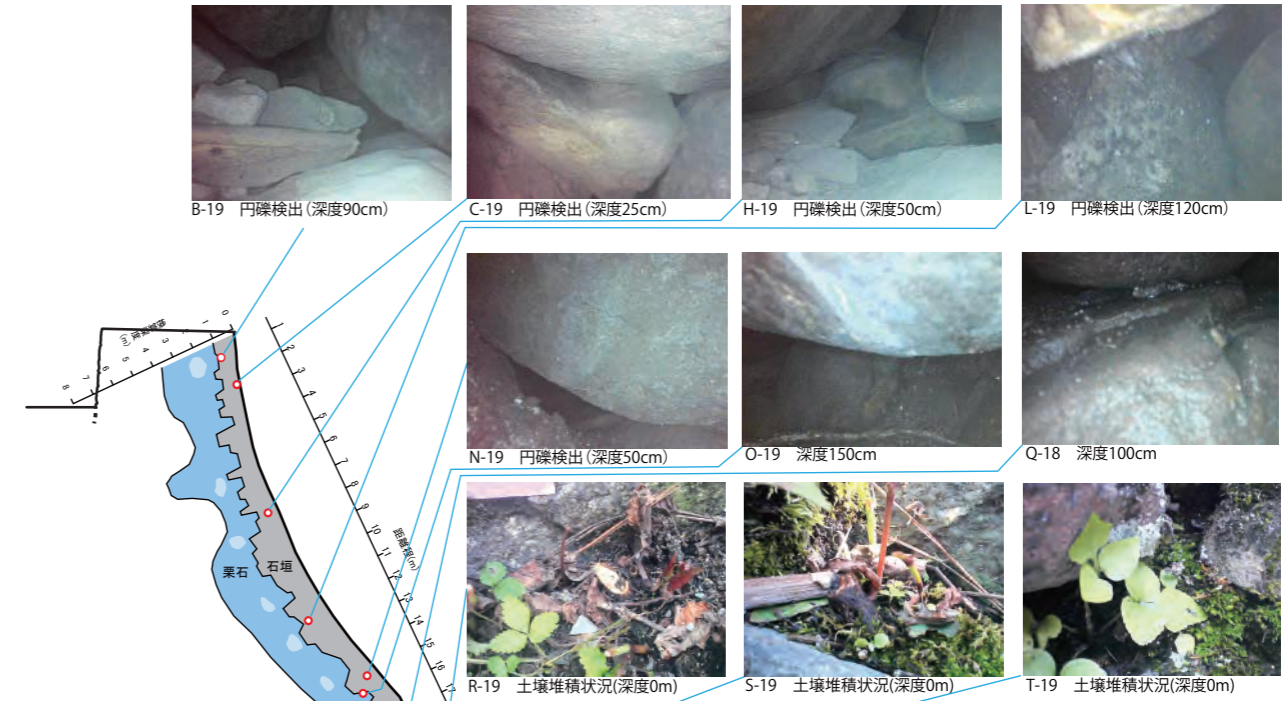 B-19 円礫検出(深度90cm)
C-19 円礫検出(深度25cm)
H-19 円礫検出(深度50cm)
L-19 円礫検出(深度120cm)
N-19 円礫検出(深度50cm)
O-19 深度150cm
Q-18 深度100cm
R-19 土壌堆積状況(深度0m)
S-19 土壌堆積状況(深度0m)
T-19 土壌堆積状況(深度0m)
0
1
3
4
5
6
7
8
(m)
1
2
3
4
5
6
7
8
9
10
11
12
13
14
15
16
17
距離程(m)
栗石
石垣